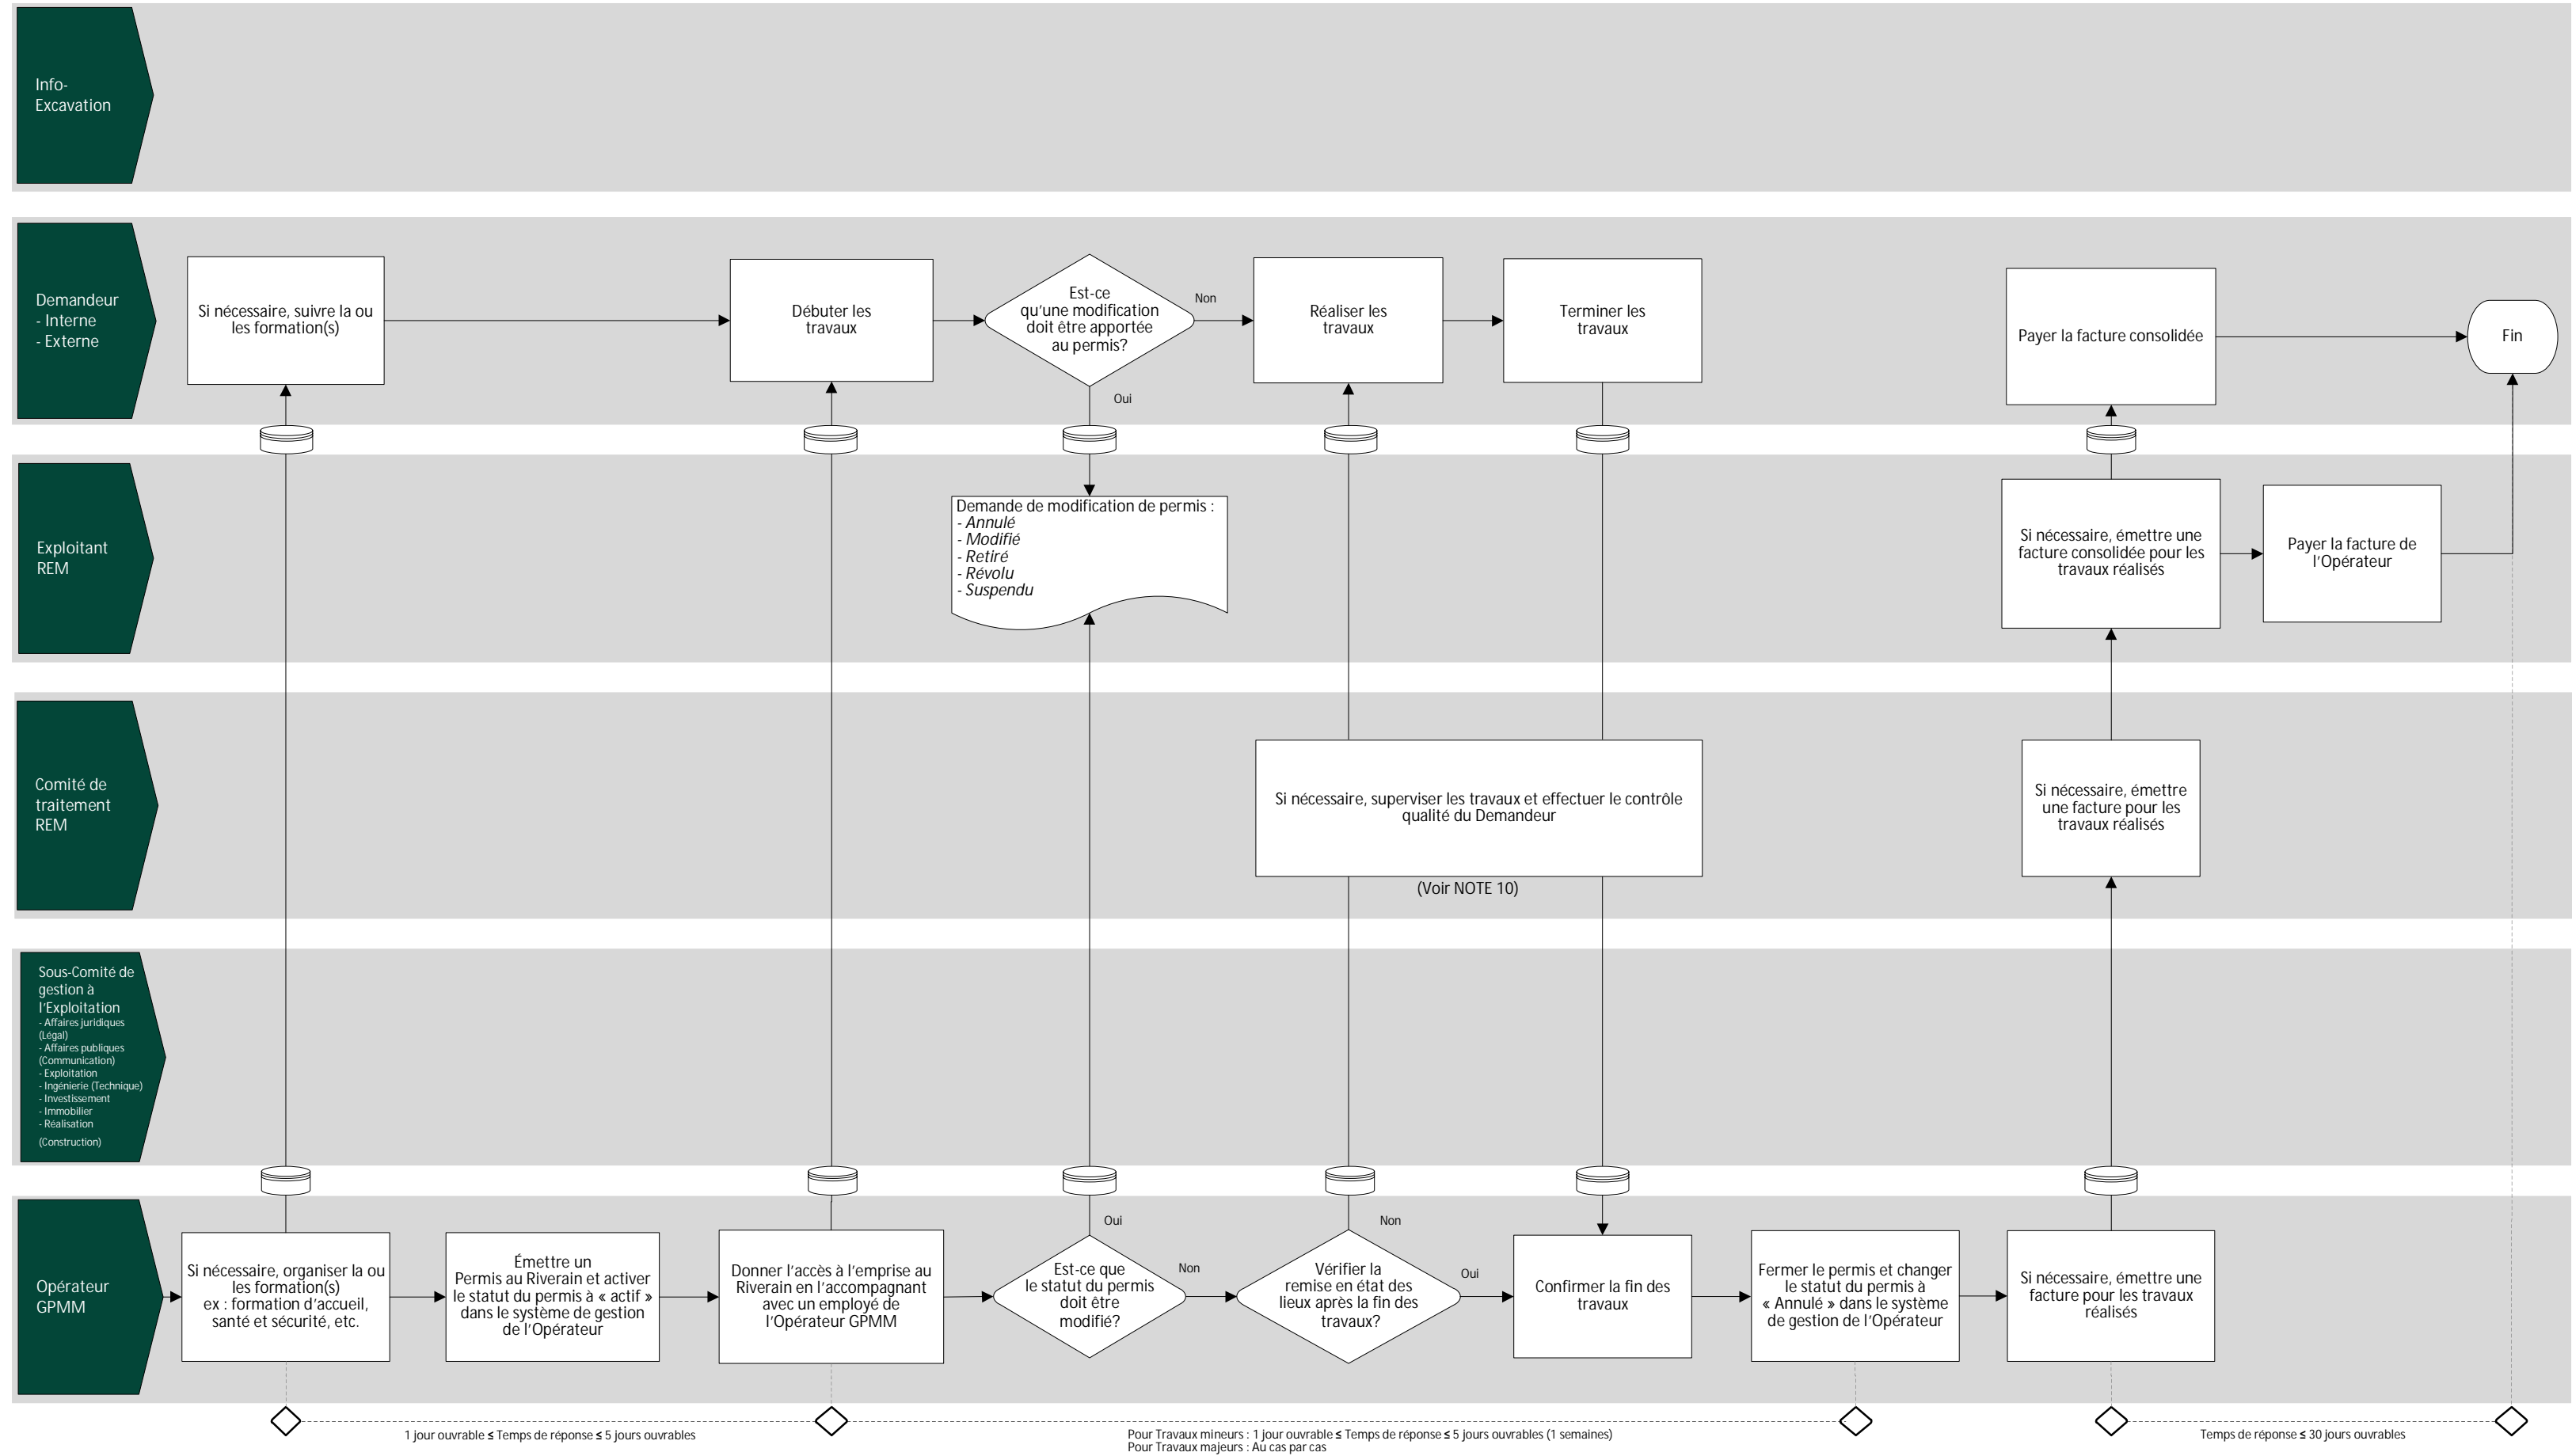 Info-
Excavation
Demandeur
- Interne
- Externe
Si nécessaire, suivre la ou
les formation(s)
Débuter les
travaux
Est-ce
qu'une modification
doit être apportée
au permis?
Non
Oui
Réaliser les
travaux
Terminer les
travaux
Payer la facture consolidée
Fin
Exploitant
REM
Demande de modification de permis :
- Annulé
- Modifié
- Retiré
- Révolu
- Suspendu
Si nécessaire, émettre une
facture consolidée pour les
travaux réalisés
Payer la facture de
l'Opérateur
Comité de
traitement
REM
Si nécessaire, superviser les travaux et effectuer le contrôle
qualité du Demandeur
(Voir NOTE 10)
Si nécessaire, émettre
une facture pour les
travaux réalisés
Sous-Comité de
gestion à
l'Exploitation
- Affaires juridiques
(Légal)
- Affaires publiques
(Communication)
- Exploitation
- Ingénierie (Technique)
- Investissement
- Immobilier
- Réalisation
(Construction)
Opérateur
GPMM
Si nécessaire, organiser la ou
les formation(s)
ex : formation d'accueil,
santé et sécurité, etc.
Émettre un
Permis au Riverain et activer
le statut du permis à « actif »
dans le système de gestion
de l'Opérateur
Donner l'accès à l'emprise au
Riverain en l'accompagnant
avec un employé de
l'Opérateur GPMM
Oui
Est-ce que
le statut du permis
doit être
modifié?
Non
Non
Vérifier la
remise en état des
lieux après la fin des
travaux?
Oui
Confirmer la fin des
travaux
Fermer le permis et changer
le statut du permis à
« Annulé » dans le système
de gestion de l'Opérateur
Si nécessaire, émettre une
facture pour les travaux
réalisés
1 jour ouvrable ≤ Temps de réponse ≤ 5 jours ouvrables
Pour Travaux mineurs : 1 jour ouvrable ≤ Temps de réponse ≤ 5 jours ouvrables (1 semaines)
Pour Travaux majeurs : Au cas par cas
Temps de réponse ≤ 30 jours ouvrables